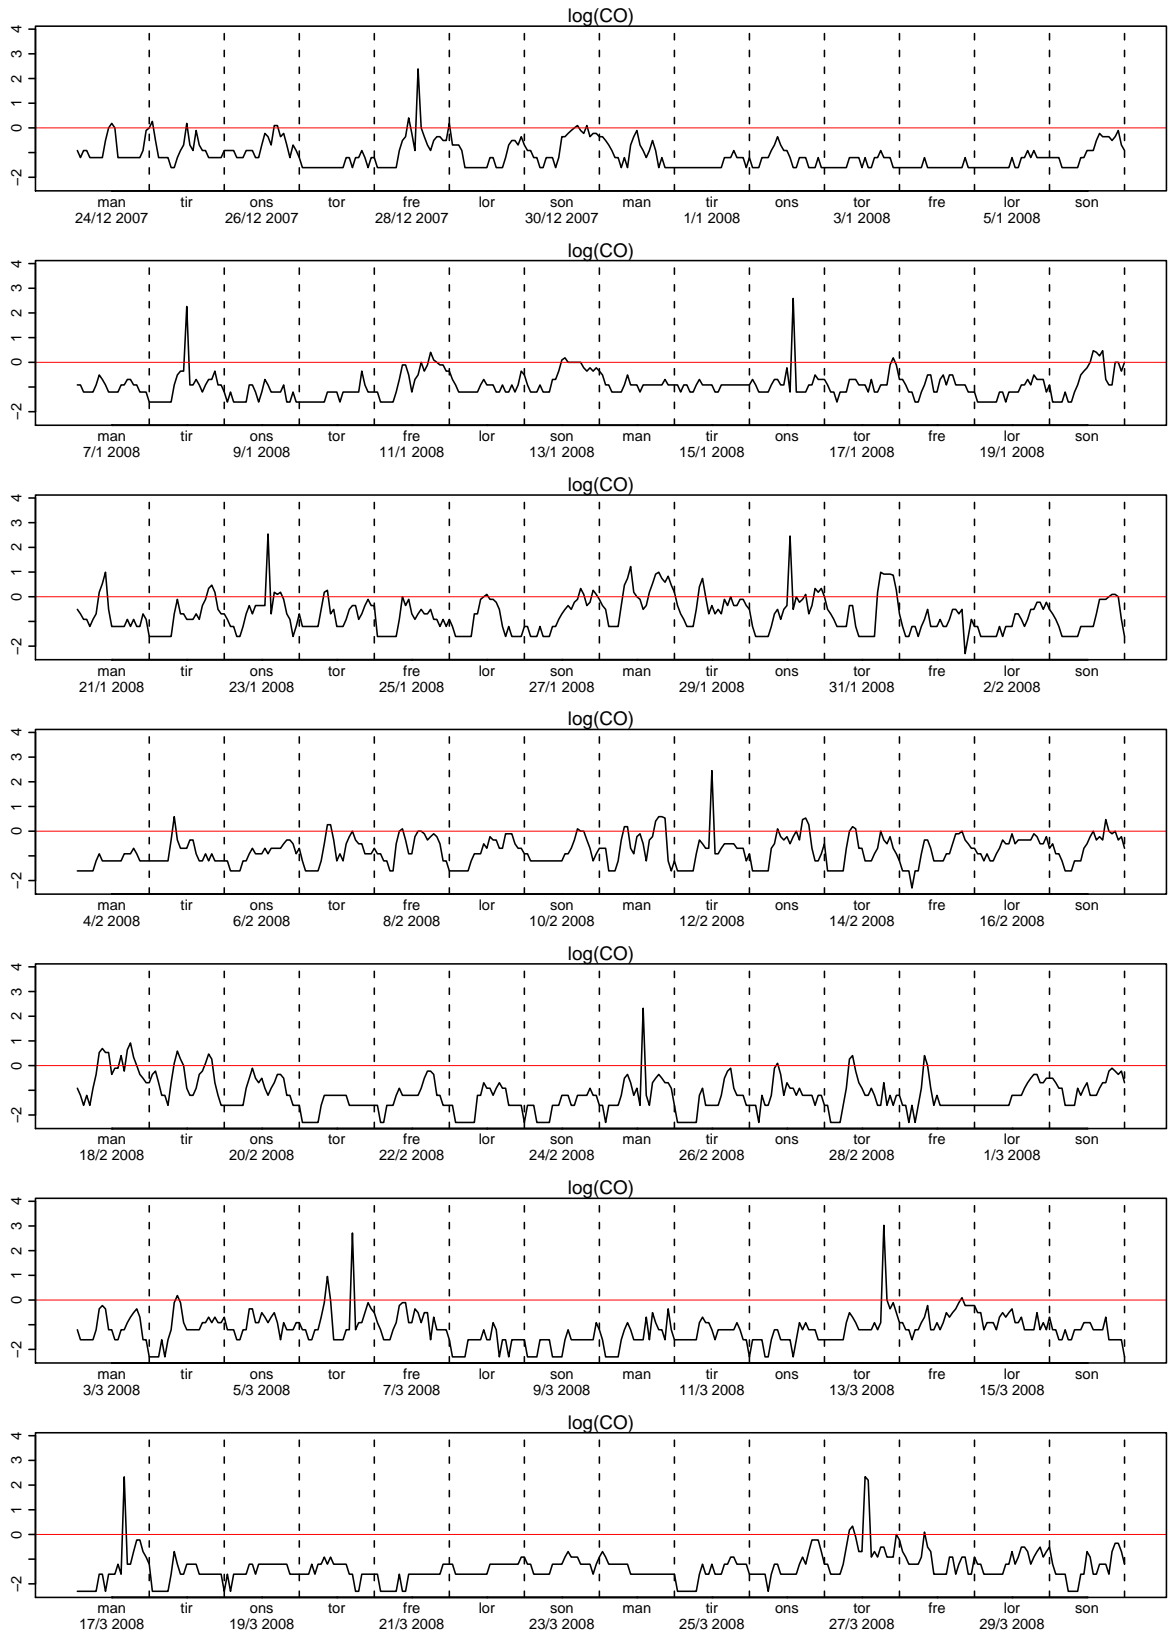 log(CO)
4
3
2
1
0
−2
man tir ons tor fre lor son man tir ons tor fre lor son
24/12 2007 26/12 2007 28/12 2007 30/12 2007 1/1 2008 3/1 2008 5/1 2008
log(CO)
4
3
2
1
0
−2
man tir ons tor fre lor son man tir ons tor fre lor son
7/1 2008 9/1 2008 11/1 2008 13/1 2008 15/1 2008 17/1 2008 19/1 2008
log(CO)
4
3
2
1
0
−2
man tir ons tor fre lor son man tir ons tor fre lor son
21/1 2008 23/1 2008 25/1 2008 27/1 2008 29/1 2008 31/1 2008 2/2 2008
log(CO)
4
3
2
1
0
−2
man tir ons tor fre lor son man tir ons tor fre lor son
4/2 2008 6/2 2008 8/2 2008 10/2 2008 12/2 2008 14/2 2008 16/2 2008
log(CO)
4
3
2
1
0
−2
man tir ons tor fre lor son man tir ons tor fre lor son
18/2 2008 20/2 2008 22/2 2008 24/2 2008 26/2 2008 28/2 2008 1/3 2008
log(CO)
4
3
2
1
0
−2
man tir ons tor fre lor son man tir ons tor fre lor son
3/3 2008 5/3 2008 7/3 2008 9/3 2008 11/3 2008 13/3 2008 15/3 2008
log(CO)
4
3
2
1
0
−2
man tir ons tor fre lor son man tir ons tor fre lor son
17/3 2008 19/3 2008 21/3 2008 23/3 2008 25/3 2008 27/3 2008 29/3 2008